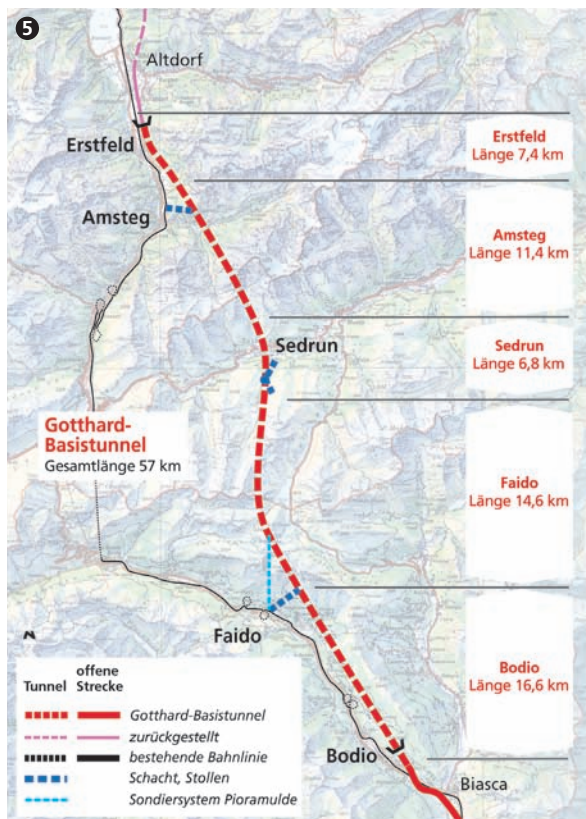 5
Altdorf
Erstfeld
Erstfeld
Länge 7,4 km
Amsteg
Amsteg
Länge 11,4 km
Sedrun
Sedrun
Länge 6,8 km
Gotthard-
Basistunnel
Gesamtlänge 57 km
Faido
Länge 14,6 km
Faido
N
Bodio
Länge 16,6 km
Tunnel offene Strecke
Gotthard-Basistunnel
zurückgestellt
bestehende Bahnlinie
Schacht, Stollen
Sondiersystem Pioramulde
Bodio
Biasca